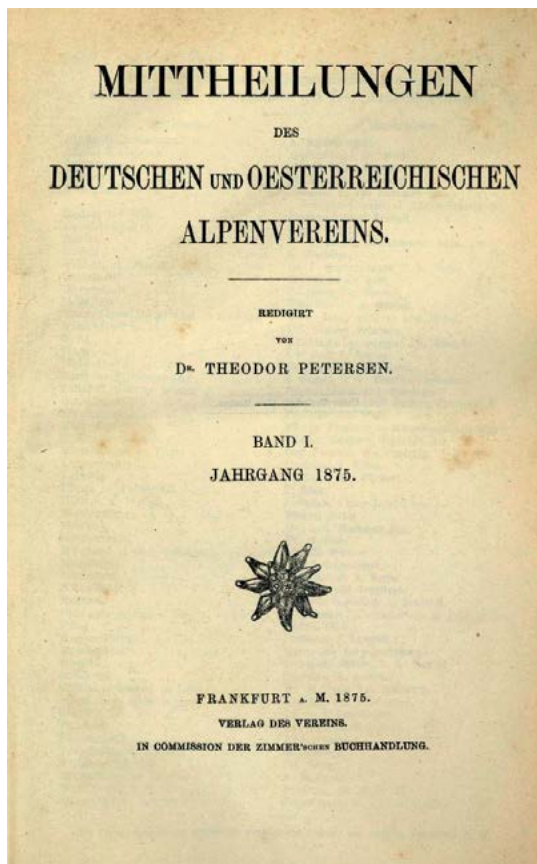 MITTHEILUNGEN
DES
DEUTSCHEN UND OESTERREICHISCHEN
ALPENVEREINS.
REDIGIRT
VON
DR. THEODOR PETERSEN.
BAND I.
JAHRGANG 1875.
FRANKFURT A. M. 1875.
VERLAG DES VEREINS.
IN COMMISSION DER ZIMMER'SCHEN BUCHHANDLUNG.